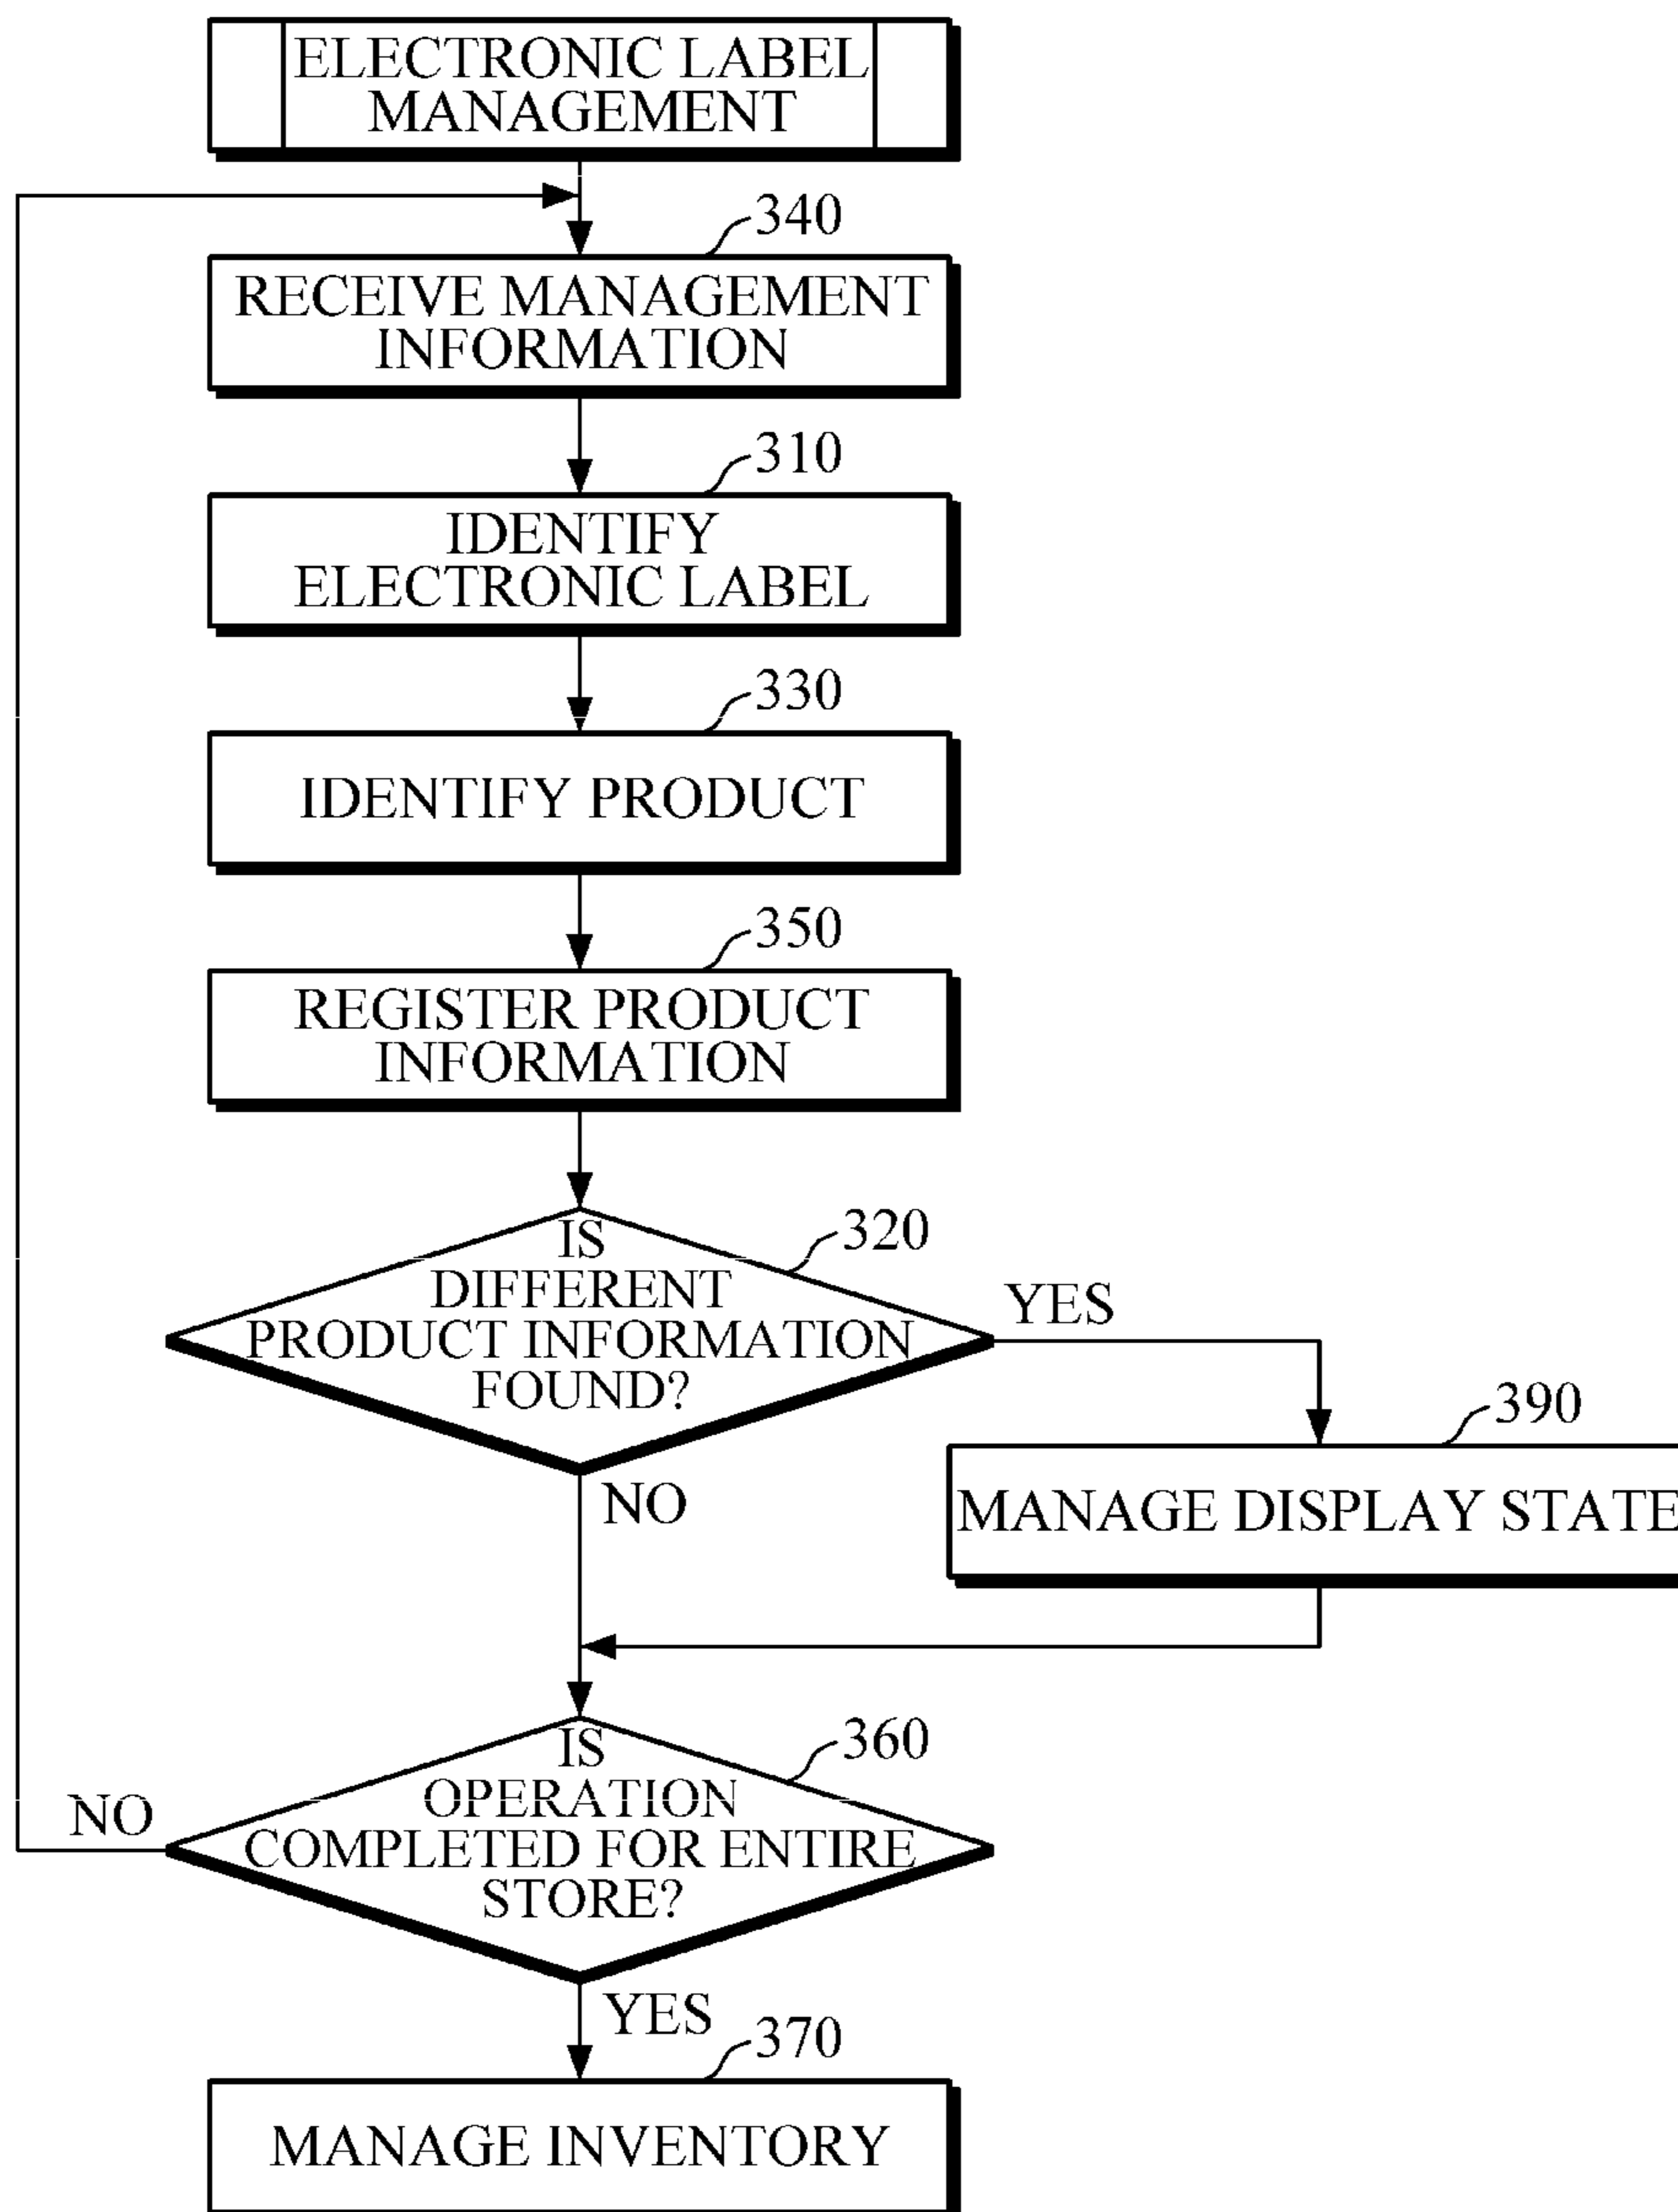 ELECTRONIC LABEL
MANAGEMENT
340
RECEIVE MANAGEMENT
INFORMATION
310
IDENTIFY
ELECTRONIC LABEL
330
IDENTIFY PRODUCT
350
REGISTER PRODUCT
INFORMATION
320
IS
DIFFERENT
PRODUCT INFORMATION
FOUND?
YES
390
MANAGE DISPLAY STATE
NO
360
IS
OPERATION
COMPLETED FOR ENTIRE
STORE?
NO
YES
370
MANAGE INVENTORY